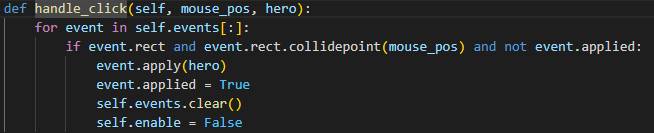 def handle_click(self, mouse_pos, hero):
    for event in self.events[:]:
        if event.rect and event.rect.collidepoint(mouse_pos) and not event.applied:
            event.apply(hero)
            event.applied = True
            self.events.clear()
            self.enable = False